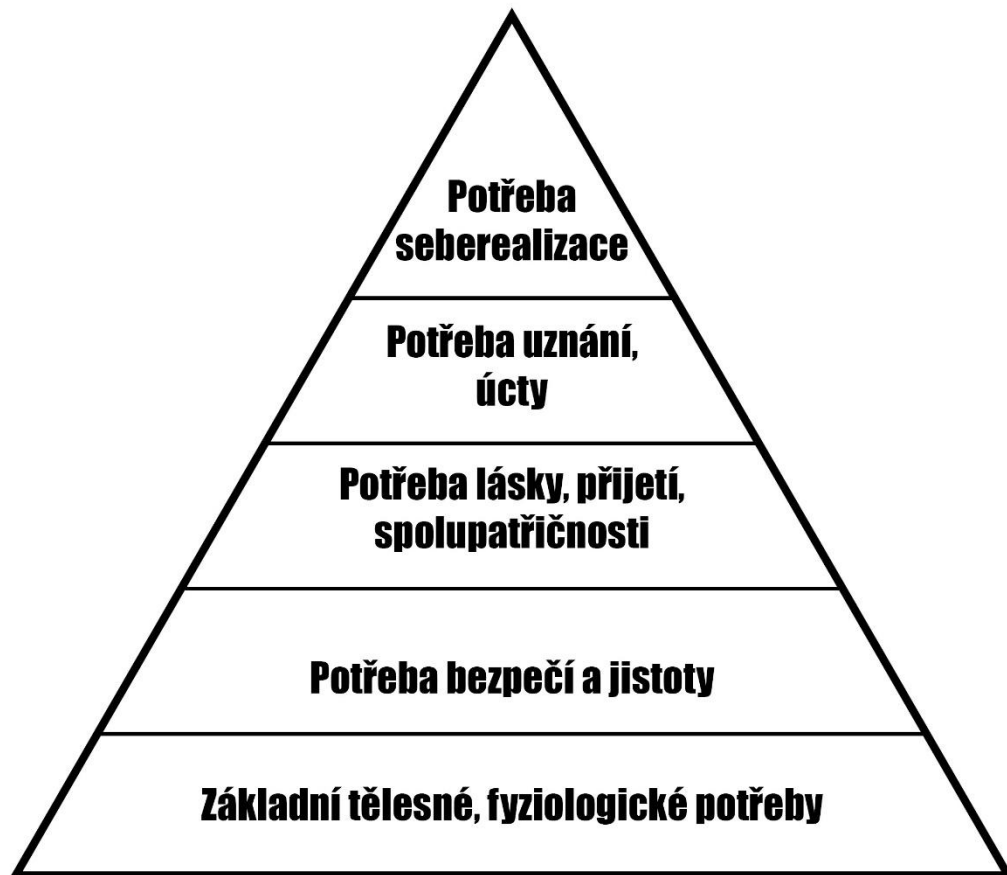 Potřeba
seberealizace
Potřeba uznání,
úcty
Potřeba lásky, přijetí,
spolupatřičnosti
Potřeba bezpečí a jistoty
Základní tělesné, fyziologické potřeby